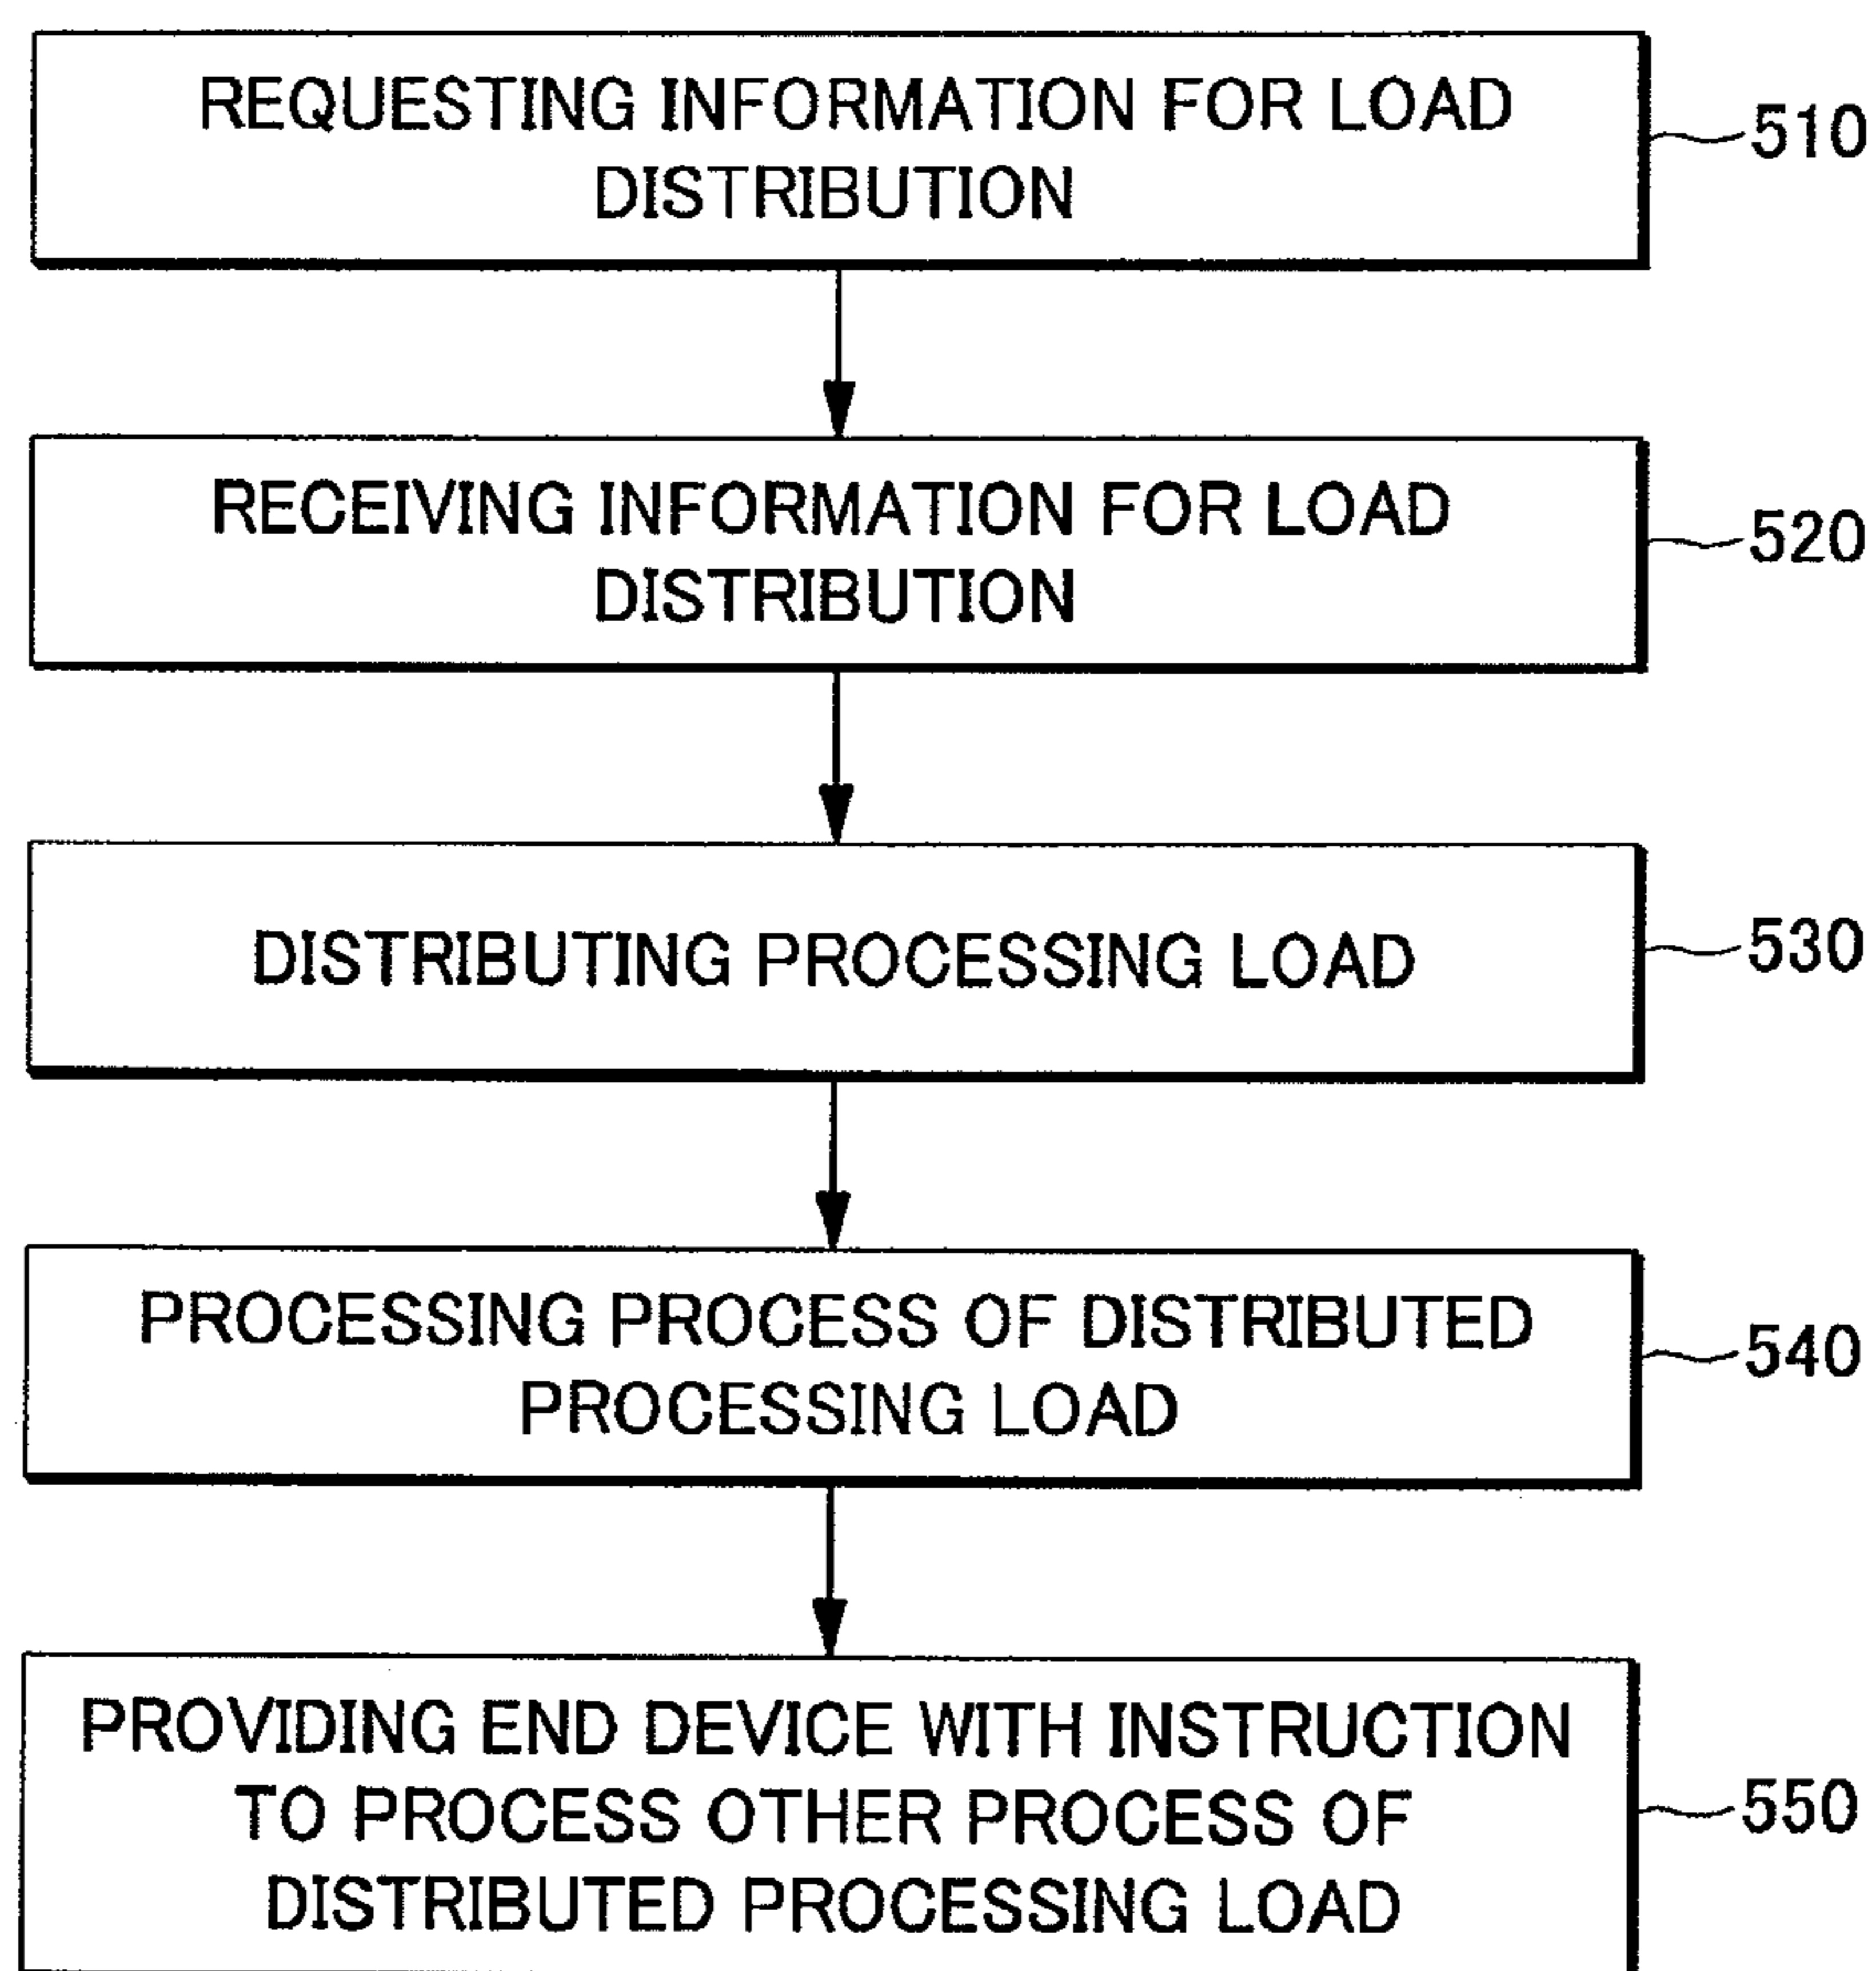 REQUESTING INFORMATION FOR LOAD
DISTRIBUTION
510
RECEIVING INFORMATION FOR LOAD
DISTRIBUTION
520
DISTRIBUTING PROCESSING LOAD
530
PROCESSING PROCESS OF DISTRIBUTED
PROCESSING LOAD
540
PROVIDING END DEVICE WITH INSTRUCTION
TO PROCESS OTHER PROCESS OF
DISTRIBUTED PROCESSING LOAD
550